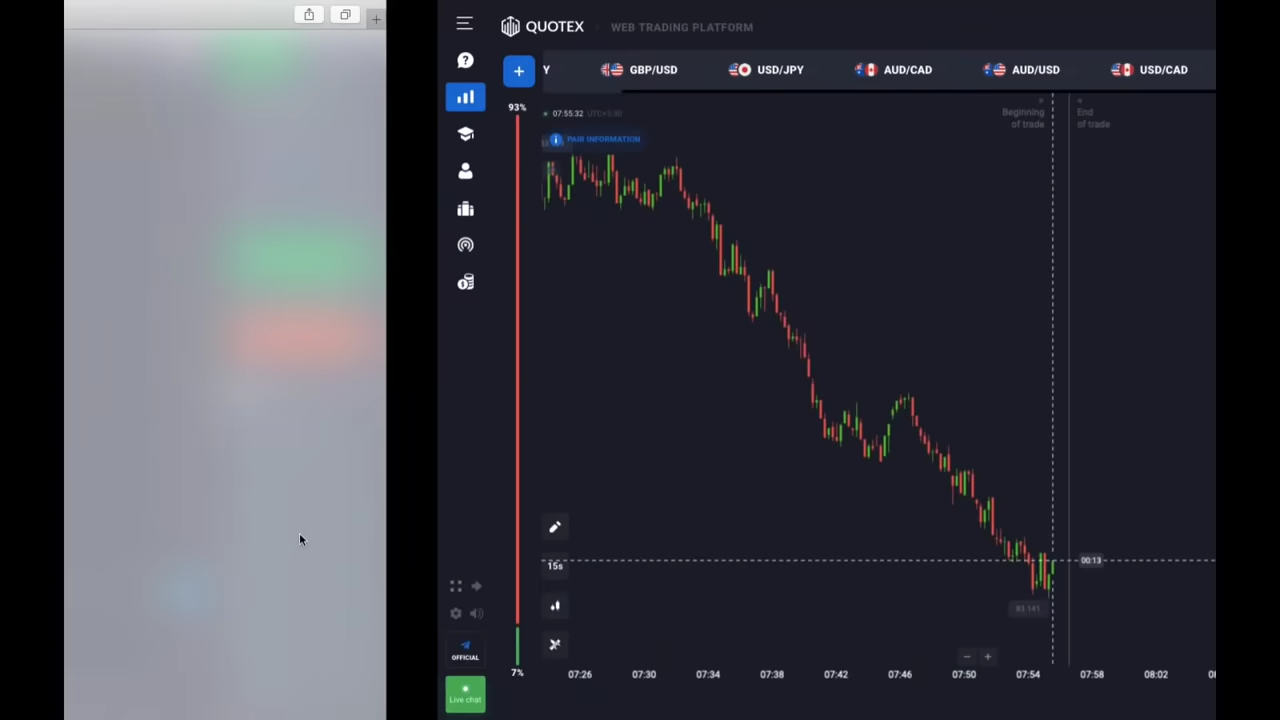 QUOTEX
WEB TRADING PLATFORM
Y
GBP/USD
USD/JPY
AUD/CAD
AUD/USD
USD/CAD
93%
07:55:32
Beginning
of trade
End
of trade
PAIR INFORMATION
15s
00:13
83 141
OFFICIAL
Live chat
7%
07:26
07:30
07:34
07:38
07:42
07:46
07:50
07:54
07:58
08:02